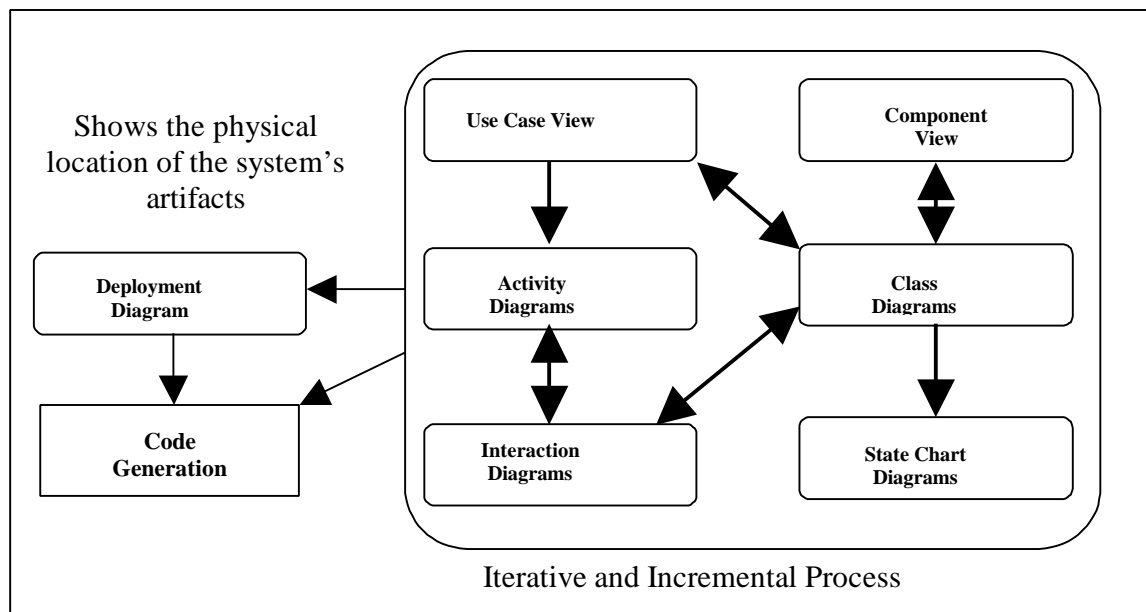 Use Case View
Component
View
Shows the physical
location of the system’s
artifacts
Deployment
Diagram
Activity
Diagrams
Class
Diagrams
Code
Generation
Interaction
Diagrams
State Chart
Diagrams
Iterative and Incremental Process